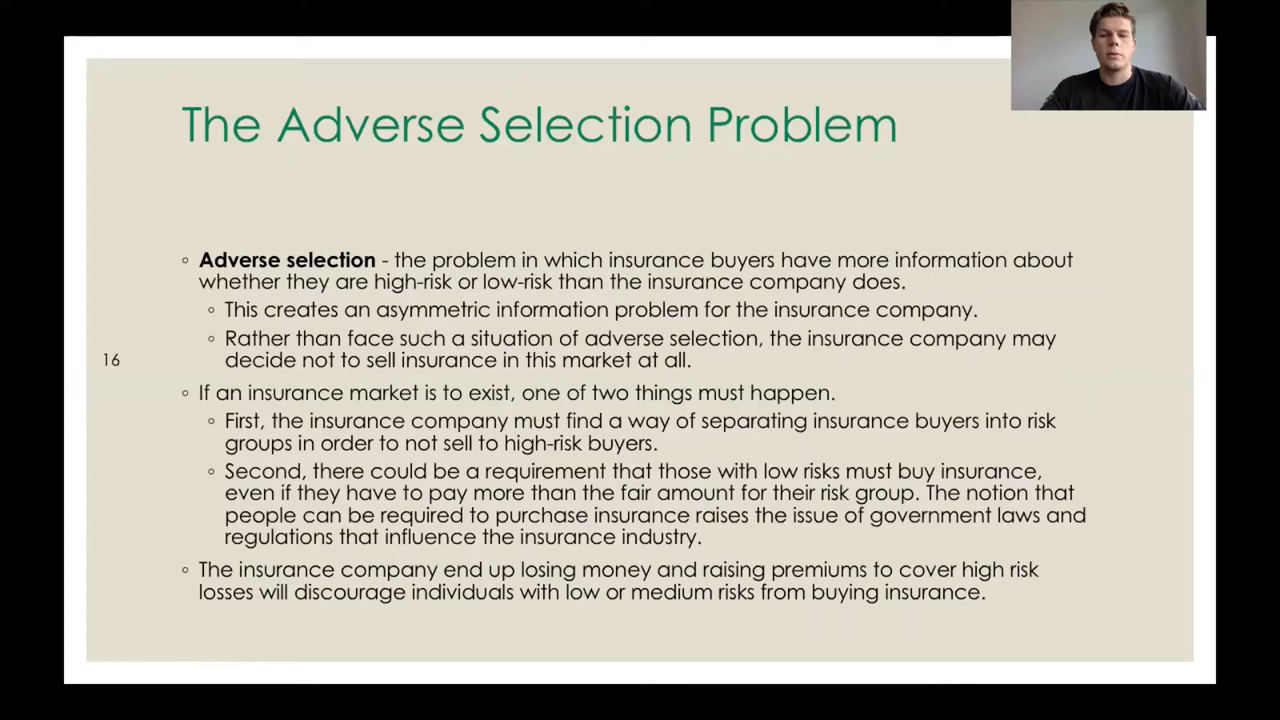 The Adverse Selection Problem
◦ Adverse selection - the problem in which insurance buyers have more information about
whether they are high-risk or low-risk than the insurance company does.
◦ This creates an asymmetric information problem for the insurance company.
◦ Rather than face such a situation of adverse selection, the insurance company may
decide not to sell insurance in this market at all.
16
◦ If an insurance market is to exist, one of two things must happen.
◦ First, the insurance company must find a way of separating insurance buyers into risk
groups in order to not sell to high-risk buyers.
◦ Second, there could be a requirement that those with low risks must buy insurance,
even if they have to pay more than the fair amount for their risk group. The notion that
people can be required to purchase insurance raises the issue of government laws and
regulations that influence the insurance industry.
◦ The insurance company end up losing money and raising premiums to cover high risk
losses will discourage individuals with low or medium risks from buying insurance.